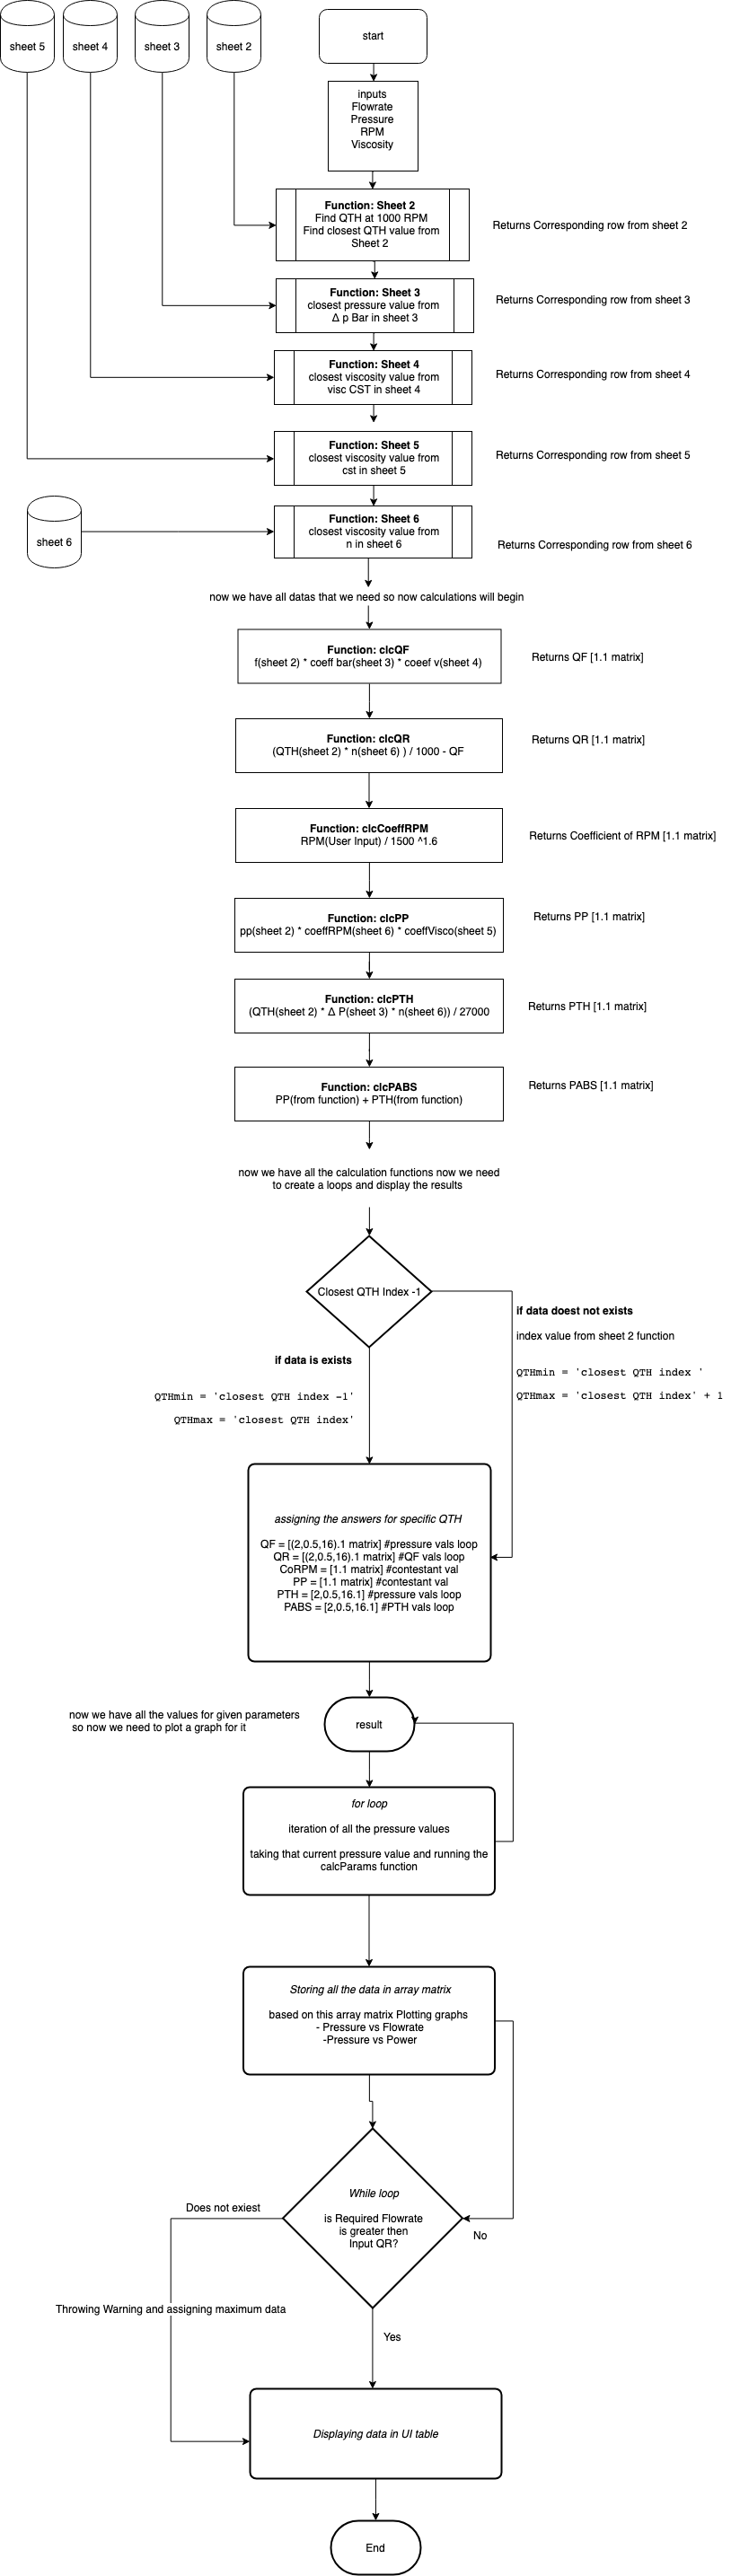 sheet 5
sheet 4
sheet 3
sheet 2
start
inputs
Flowrate
Pressure
RPM
Viscosity
Function: Sheet 2
Find QTH at 1000 RPM
Find closest QTH value from
Sheet 2
Returns Corresponding row from sheet 2
Function: Sheet 3
closest pressure value from
Δ p Bar in sheet 3
Returns Corresponding row from sheet 3
Function: Sheet 4
closest viscosity value from
visc CST in sheet 4
Returns Corresponding row from sheet 4
Function: Sheet 5
closest viscosity value from
cst in sheet 5
Returns Corresponding row from sheet 5
sheet 6
Function: Sheet 6
closest viscosity value from
n in sheet 6
Returns Corresponding row from sheet 6
now we have all datas that we need so now calculations will begin
Function: clcQF
f(sheet 2) * coeff bar(sheet 3) * coeef v(sheet 4)
Returns QF [1.1 matrix]
Function: clcQR
(QTH(sheet 2) * n(sheet 6) ) / 1000 - QF
Returns QR [1.1 matrix]
Function: clcCoeffRPM
RPM(User Input) / 1500 ^1.6
Returns Coefficient of RPM [1.1 matrix]
Function: clcPP
pp(sheet 2) * coeffRPM(sheet 6) * coeffVisco(sheet 5)
Returns PP [1.1 matrix]
Function: clcPTH
(QTH(sheet 2) * Δ P(sheet 3) * n(sheet 6)) / 27000
Returns PTH [1.1 matrix]
Function: clcPABS
PP(from function) + PTH(from function)
Returns PABS [1.1 matrix]
now we have all the calculation functions now we need
to create a loops and display the results
Closest QTH Index -1
if data doest not exists
index value from sheet 2 function
QTHmin = 'closest QTH index '
QTHmax = 'closest QTH index' + 1
if data is exists
QTHmin = 'closest QTH index -1'
QTHmax = 'closest QTH index'
assigning the answers for specific QTH
QF = [(2,0.5,16).1 matrix] #pressure vals loop
QR = [(2,0.5,16).1 matrix] #QF vals loop
CoRPM = [1.1 matrix] #contestant val
PP = [1.1 matrix] #contestant val
PTH = [2,0.5,16.1] #pressure vals loop
PABS = [2,0.5,16.1] #PTH vals loop
now we have all the values for given parameters
so now we need to plot a graph for it
result
for loop
iteration of all the pressure values
taking that current pressure value and running the
calcParams function
Storing all the data in array matrix
based on this array matrix Plotting graphs
- Pressure vs Flowrate
-Pressure vs Power
While loop
is Required Flowrate
is greater then
Input QR?
Does not exiest
No
Throwing Warning and assigning maximum data
Yes
Displaying data in UI table
End